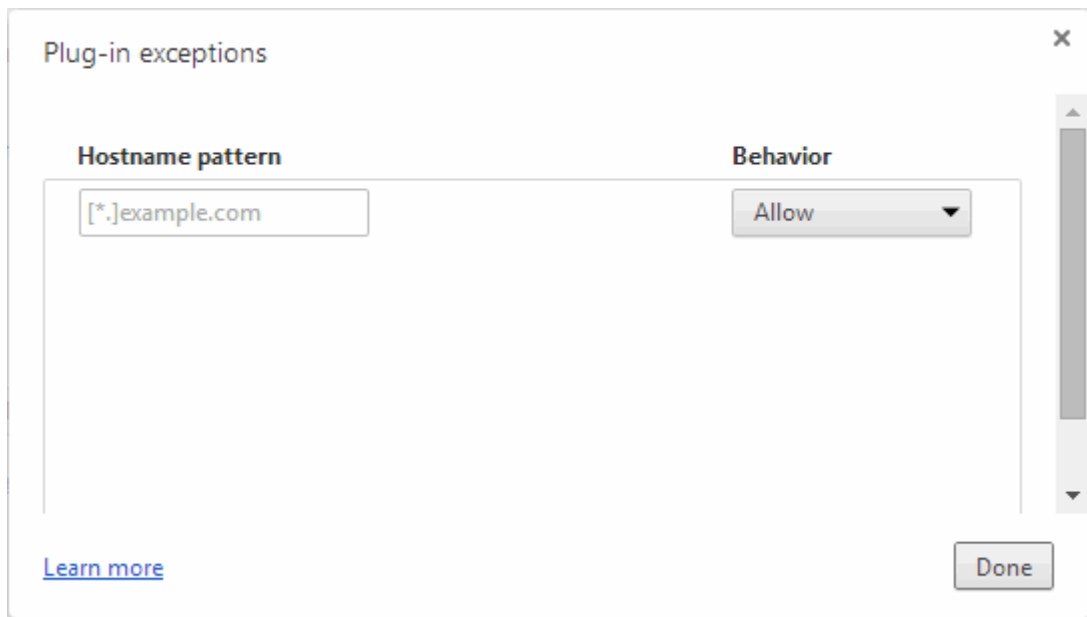 Plug-in exceptions
Hostname pattern Behavior
[*.]example.com Allow
Learn more Done